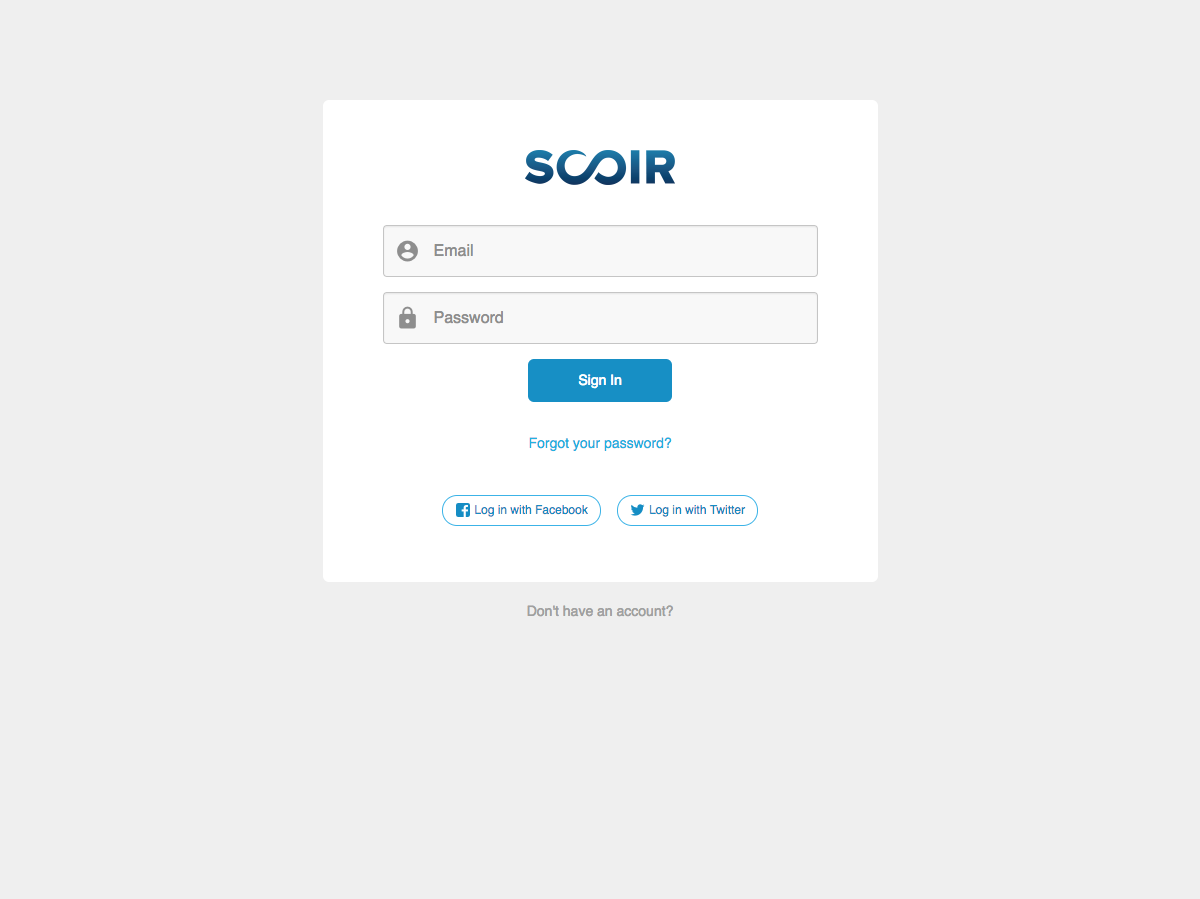 SCOIR
Email
Password
Sign In
Forgot your password?
Log in with Facebook Log in with Twitter
Don't have an account?